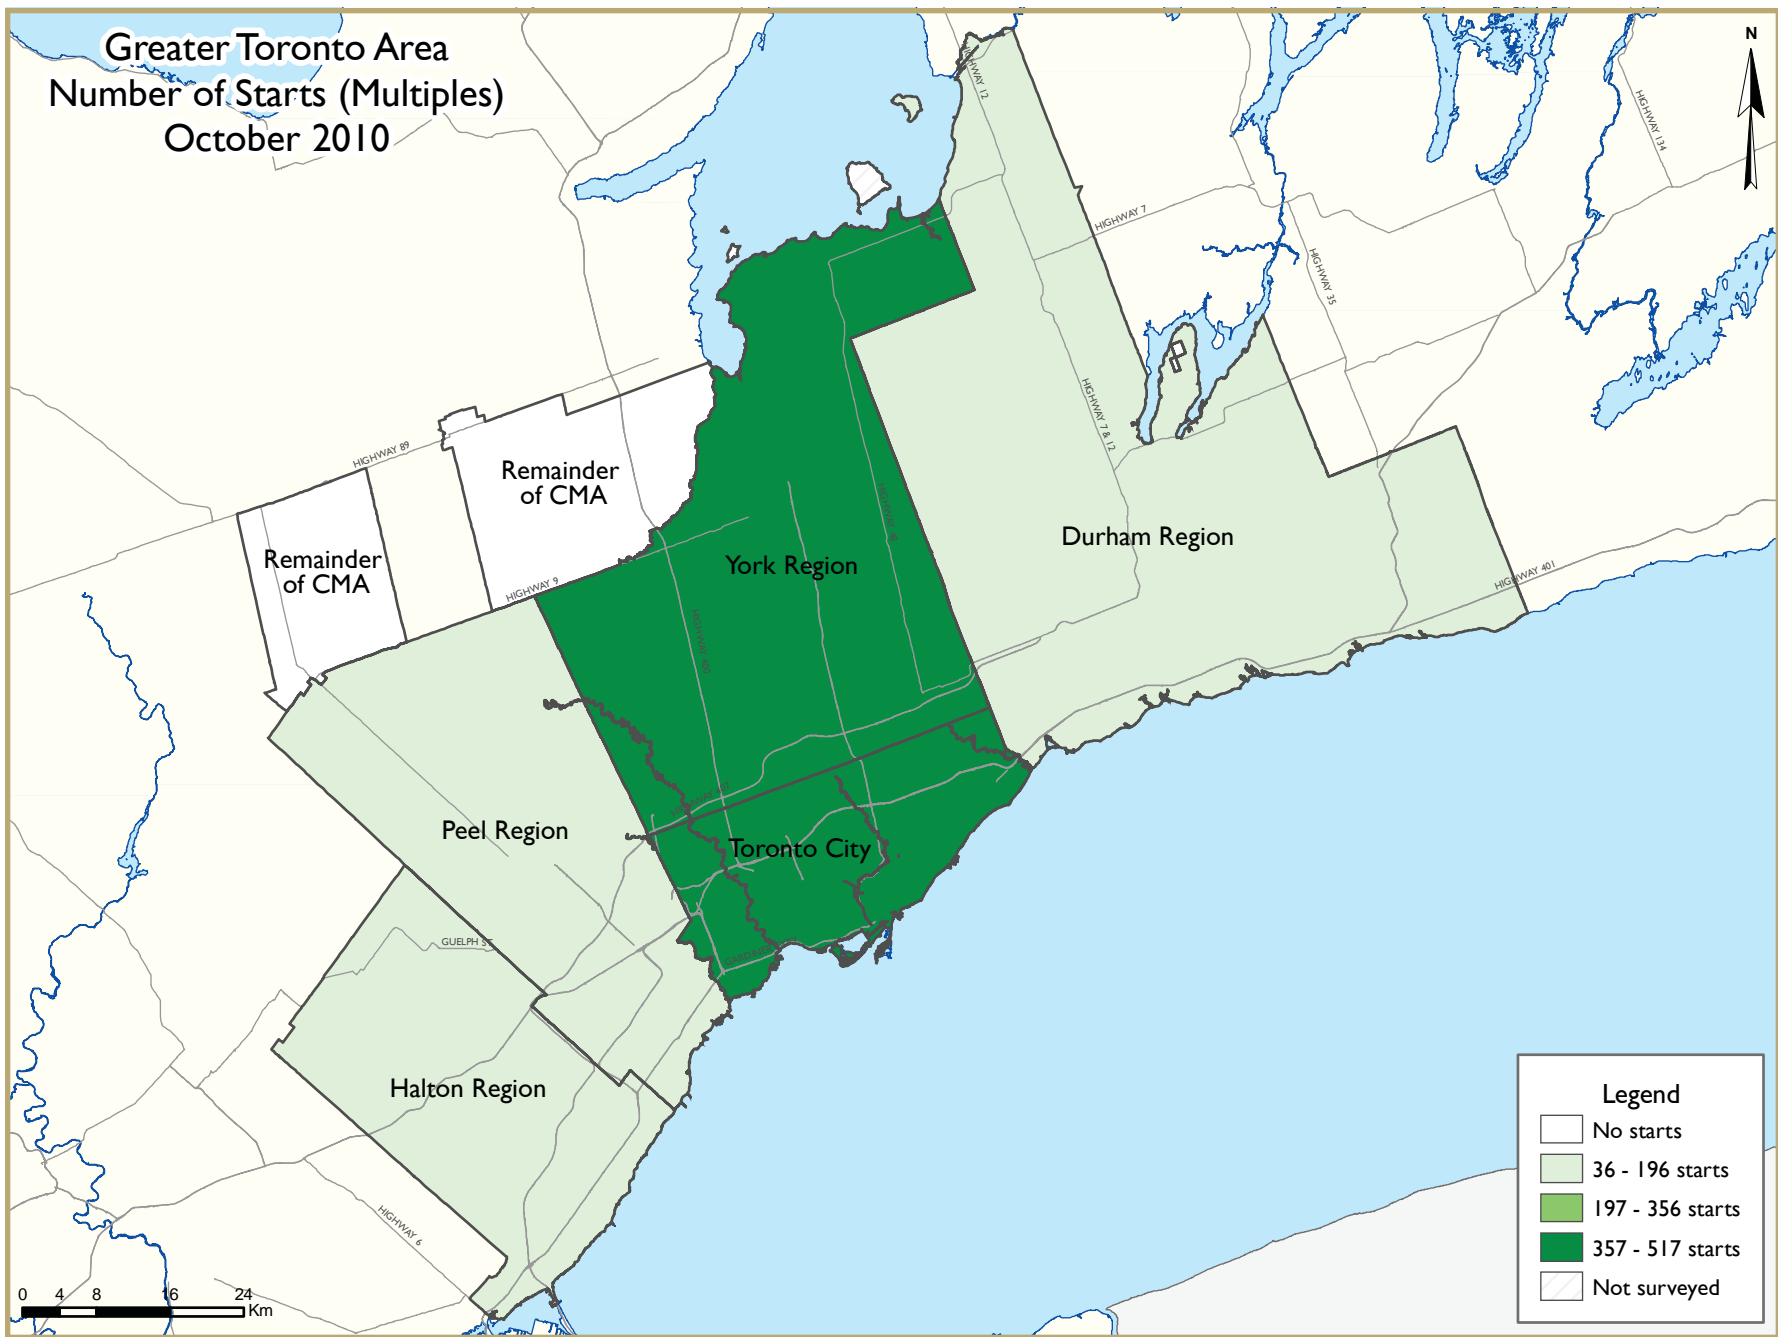 Greater Toronto Area
Number of Starts (Multiples)
October 2010
N
HIGHWAY 12
HIGHWAY 134
HIGHWAY 7
HIGHWAY 35
HIGHWAY 7 & 12
HIGHWAY 89
Remainder
of CMA
Remainder
of CMA
HIGHWAY 9
York Region
Durham Region
HIGHWAY 401
HIGHWAY 400
Peel Region
Toronto City
GUELPH ST
Halton Region
HIGHWAY 6
0 4 8 16 24
Km
Legend
No starts
36 - 196 starts
197 - 356 starts
357 - 517 starts
Not surveyed